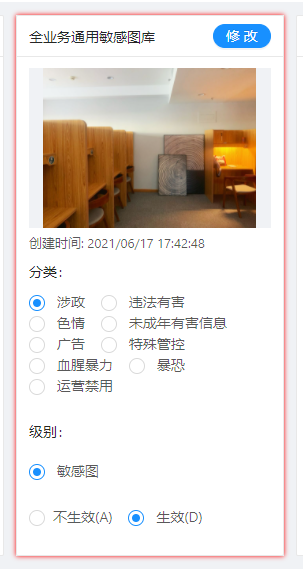 全业务通用敏感图库 修 改
创建时间: 2021/06/17 17:42:48
分类：
涉政 违法有害
色情 未成年有害信息
广告 特殊管控
血腥暴力 暴恐
运营禁用
级别：
敏感图
不生效(A) 生效(D)